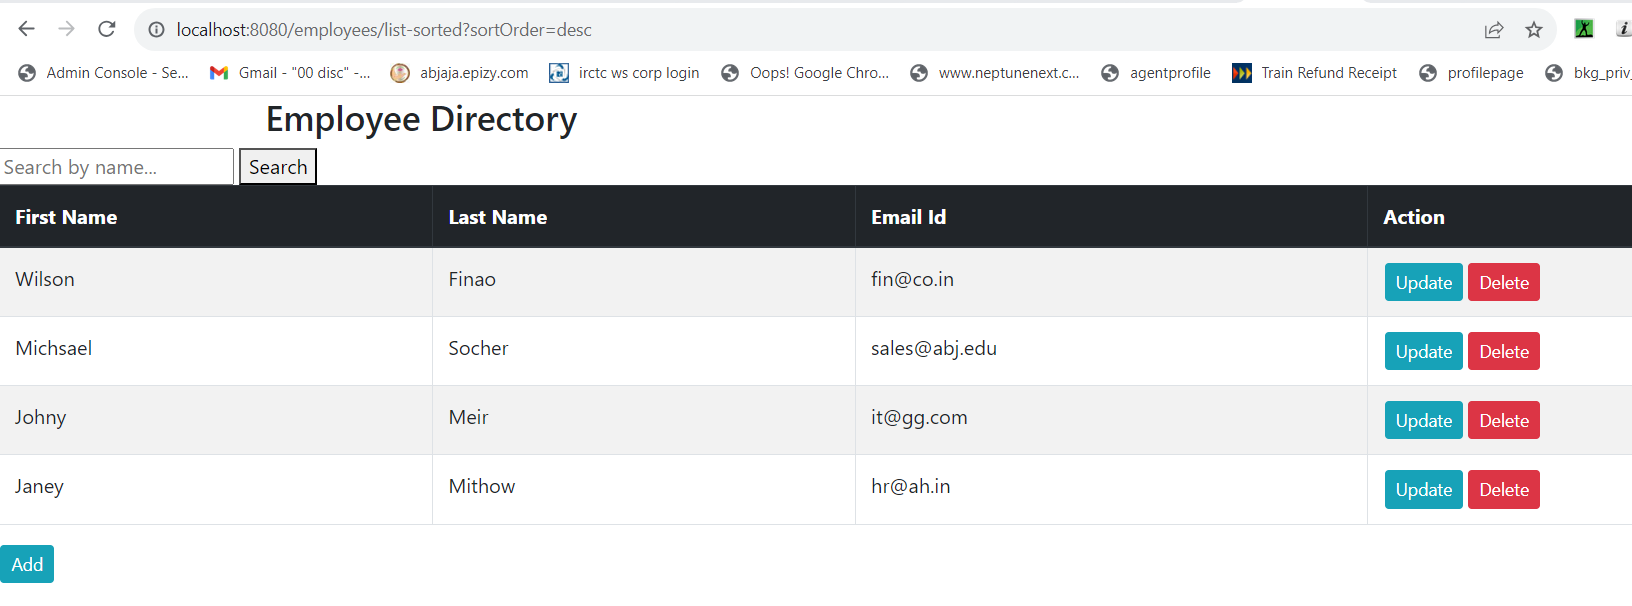 localhost:8080/employees/list-sorted?sortOrder=desc
Admin Console - Se... Gmail - "00 disc" -... abjaja.epizy.com irctc ws corp login Oops! Google Chro... www.neptunenext.c... agentprofile Train Refund Receipt profilepage bkg_priv
Employee Directory
Search by name... Search
First Name Last Name Email Id Action
Wilson Finao fin@co.in Update Delete
Michsael Socher sales@abj.edu Update Delete
Johny Meir it@gg.com Update Delete
Janey Mithow hr@ah.in Update Delete
Add